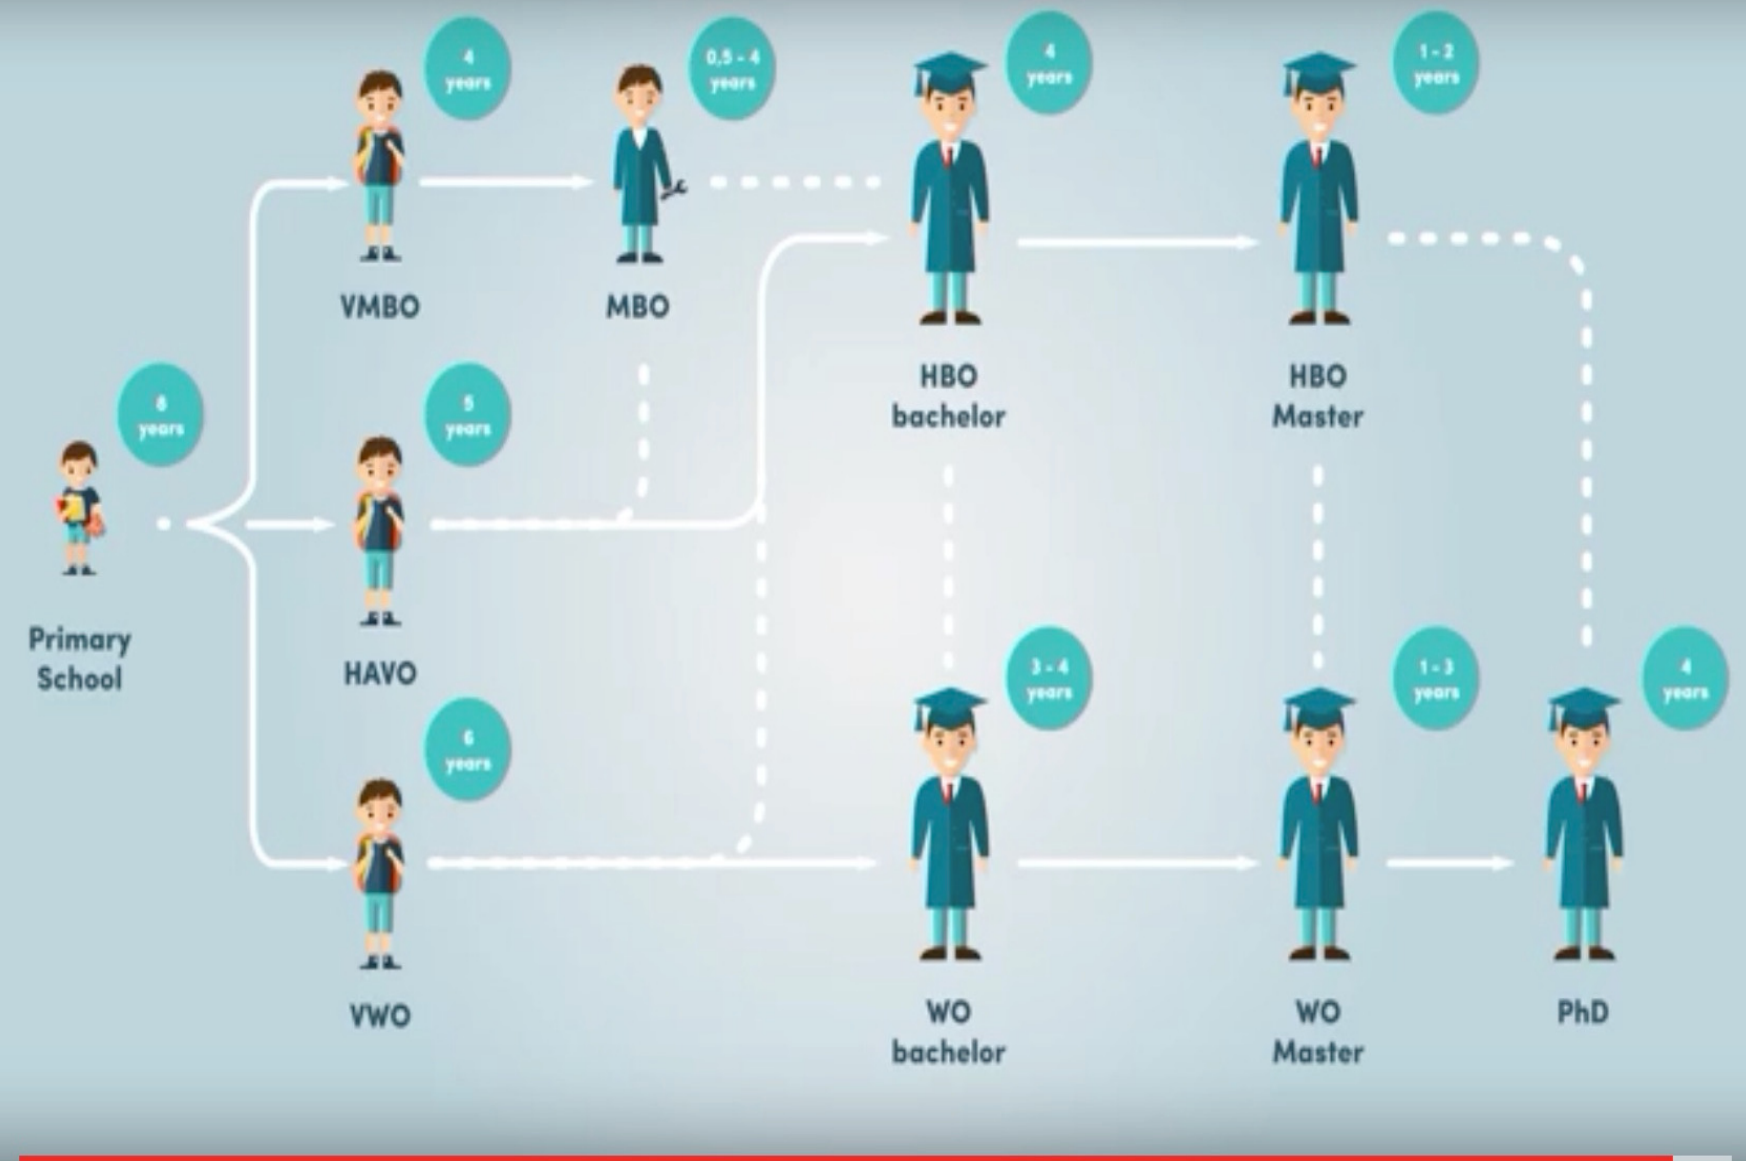 4
years
0,5 - 4
years
4
years
1 - 2
years
VMBO
MBO
HBO
bachelor
HBO
Master
8
years
5
years
Primary
School
HAVO
6
years
3 - 4
years
1 - 3
years
4
years
VWO
WO
bachelor
WO
Master
PhD